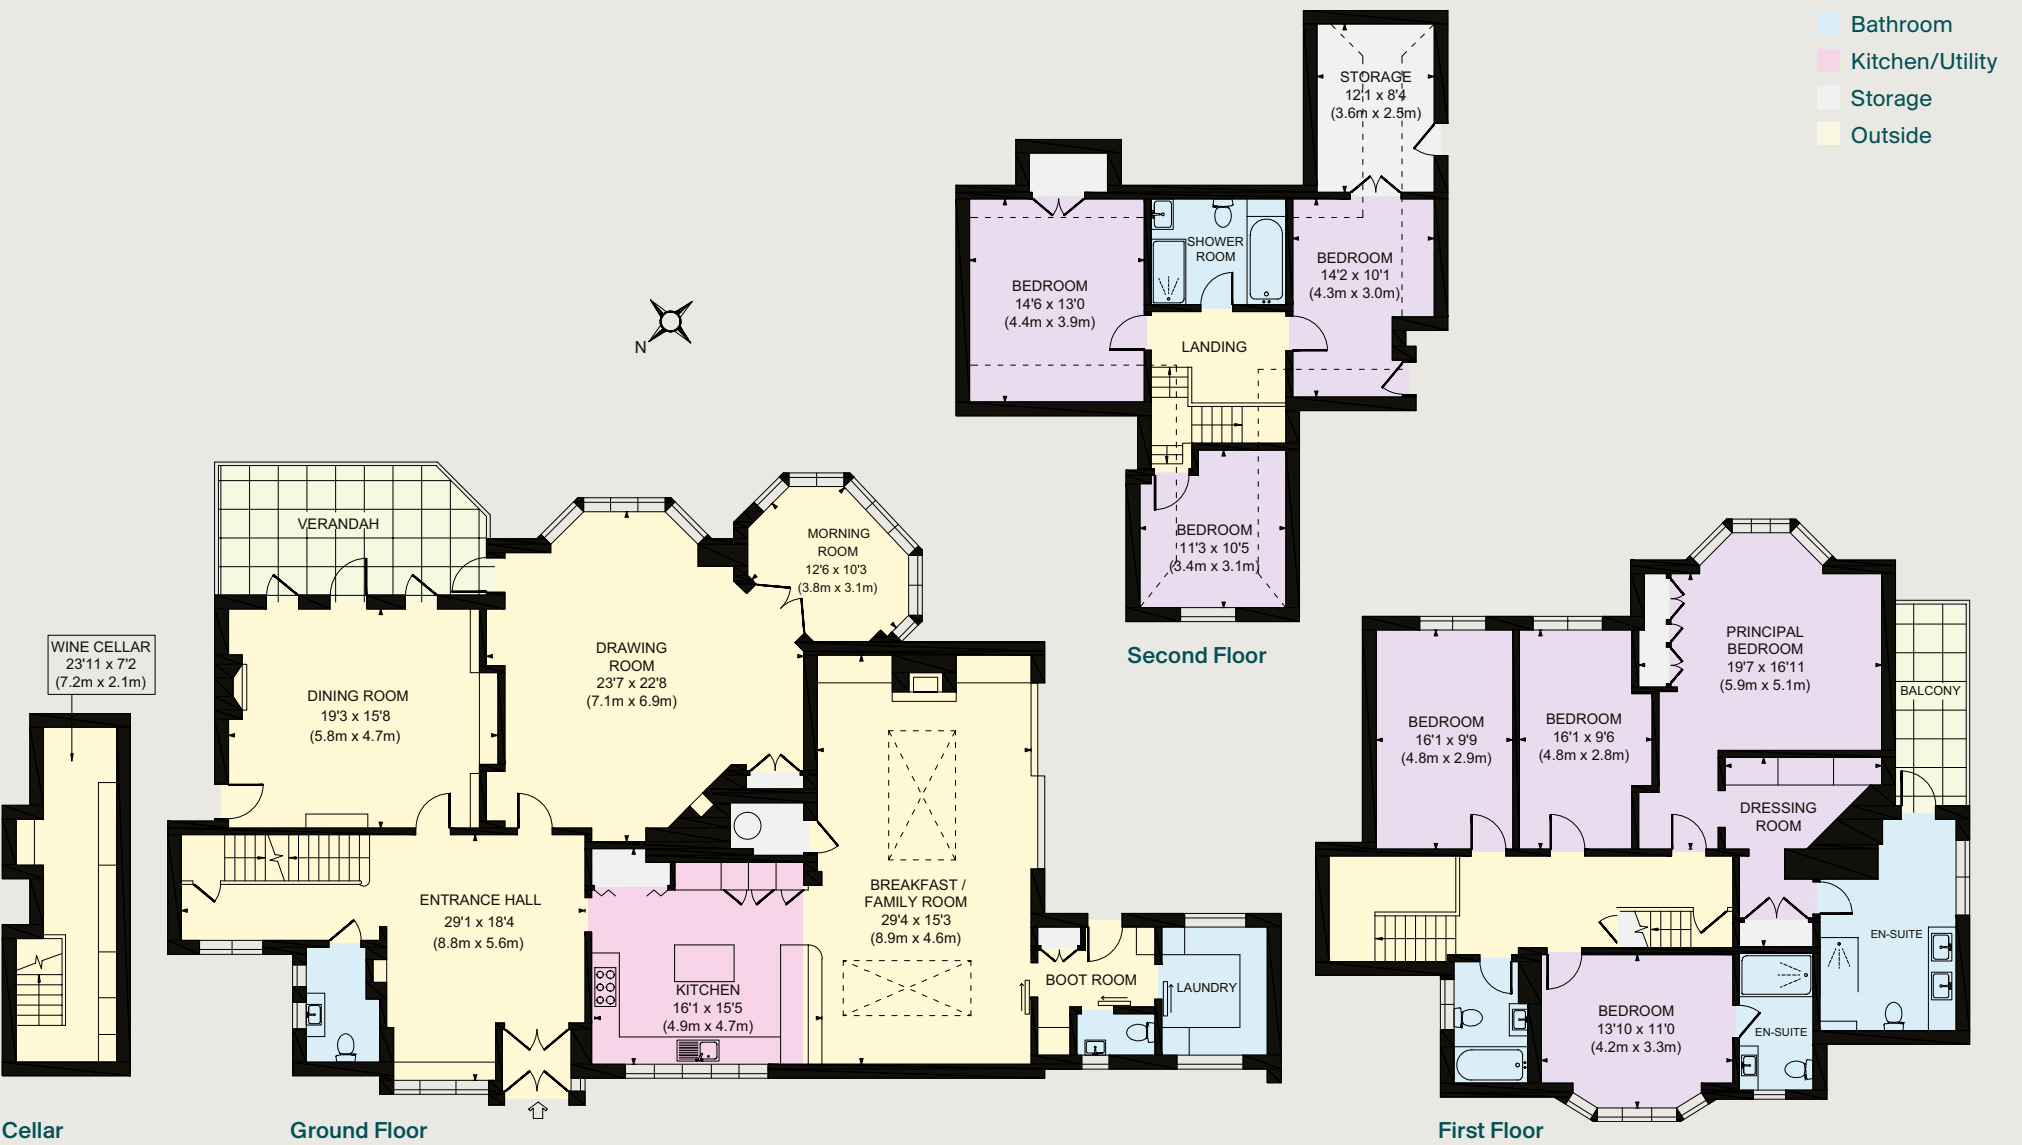 Bathroom
Kitchen/Utility
Storage
Outside
STORAGE
12'1 x 8'4
(3.6m x 2.5m)
BEDROOM
14'6 x 13'0
(4.4m x 3.9m)
SHOWER
ROOM
BEDROOM
14'2 x 10'1
(4.3m x 3.0m)
LANDING
BEDROOM
11'3 x 10'5
(3.4m x 3.1m)
Second Floor
N
WINE CELLAR
23'11 x 7'2
(7.2m x 2.1m)
Cellar
VERANDAH
DINING ROOM
19'3 x 15'8
(5.8m x 4.7m)
DRAWING
ROOM
23'7 x 22'8
(7.1m x 6.9m)
MORNING
ROOM
12'6 x 10'3
(3.8m x 3.1m)
ENTRANCE HALL
29'1 x 18'4
(8.8m x 5.6m)
KITCHEN
16'1 x 15'5
(4.9m x 4.7m)
BREAKFAST /
FAMILY ROOM
29'4 x 15'3
(8.9m x 4.6m)
BOOT ROOM
LAUNDRY
Ground Floor
BEDROOM
16'1 x 9'9
(4.8m x 2.9m)
BEDROOM
16'1 x 9'6
(4.8m x 2.8m)
PRINCIPAL
BEDROOM
19'7 x 16'11
(5.9m x 5.1m)
BALCONY
DRESSING
ROOM
EN-SUITE
BEDROOM
13'10 x 11'0
(4.2m x 3.3m)
EN-SUITE
First Floor